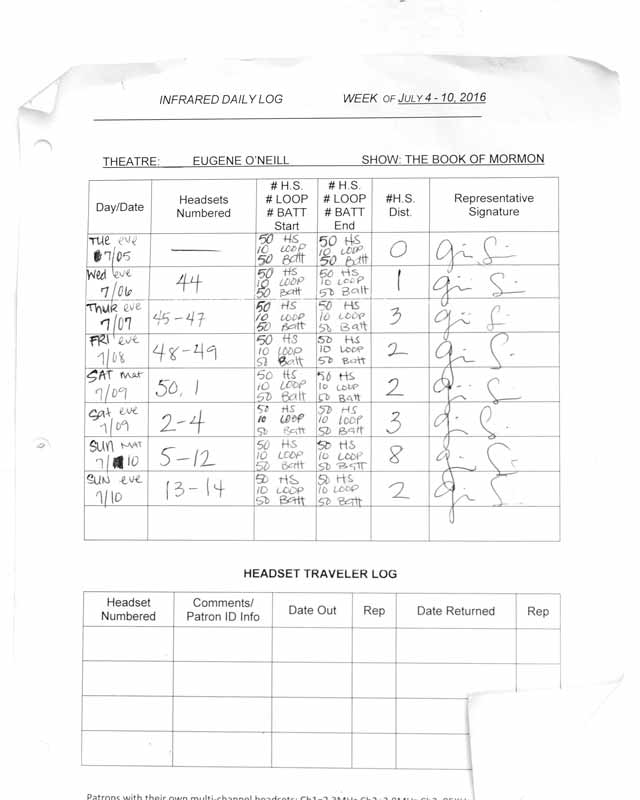 INFRARED DAILY LOG WEEK OF JULY 4 - 10, 2016
THEATRE: EUGENE O'NEILL SHOW: THE BOOK OF MORMON
Day/Date Headsets Numbered # H.S. # LOOP # BATT Start # H.S. # LOOP # BATT End #H.S. Dist. Representative Signature
TUE eve 7/05 — 50 HS 10 LOOP 50 Batt 50 HS 10 LOOP 50 Batt 0
Wed eve 7/06 44 50 HS 10 LOOP 50 Batt 50 HS 10 LOOP 50 Batt 1
Thur eve 7/07 45-47 50 HS 10 LOOP 50 Batt 50 HS 10 LOOP 50 Batt 3
FRI eve 7/08 48-49 50 HS 10 LOOP Batt 50 HS 10 LOOP 50 Batt 2
SAT mat 7/09 50, 1 50 HS 10 LOOP 50 Batt 50 HS 10 LOOP 50 Batt 2
Sat eve 7/09 2-4 50 HS 10 LOOP 50 Batt 50 HS 10 LOOP 50 Batt 3
SUN MAT 7/10 5-12 50 HS 10 LOOP 50 Batt 50 HS 10 LOOP 50 BATT 8
SUN eve 7/10 13-14 50 HS 10 LOOP 50 Batt 50 HS 10 LOOP 50 Batt 2
HEADSET TRAVELER LOG
Headset Numbered Comments/ Patron ID Info Date Out Rep Date Returned Rep
Patrons with their own multi-channel headsets: